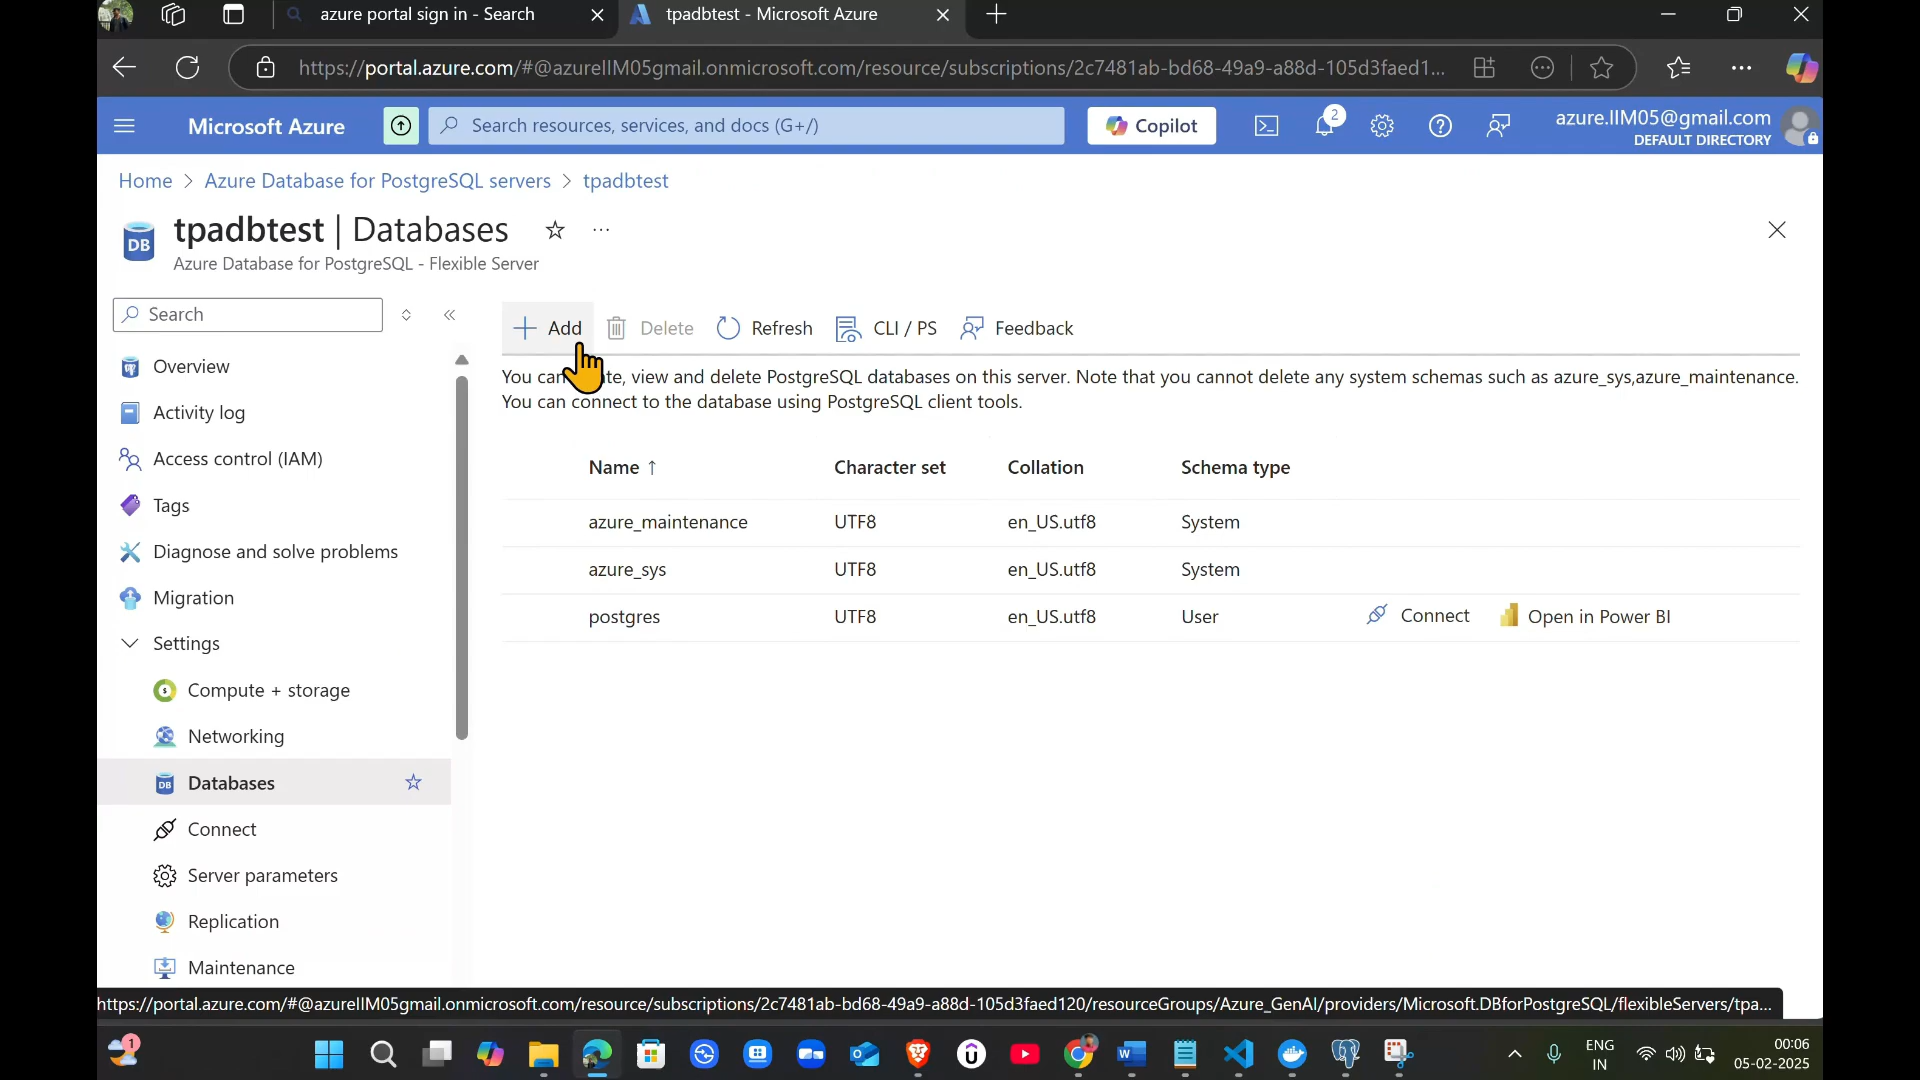 azure portal sign in - Search
tpadbtest - Microsoft Azure
https://portal.azure.com/#@azurellM05gmail.onmicrosoft.com/resource/subscriptions/2c7481ab-bd68-49a9-a88d-105d3faed1...
Microsoft Azure
Search resources, services, and docs (G+/)
Copilot
2
azure.llM05@gmail.com
DEFAULT DIRECTORY
Home > Azure Database for PostgreSQL servers > tpadbtest
DB
tpadbtest | Databases
Azure Database for PostgreSQL - Flexible Server
Search
Add
Delete
Refresh
CLI / PS
Feedback
You can te, view and delete PostgreSQL databases on this server. Note that you cannot delete any system schemas such as azure_sys,azure_maintenance.
You can connect to the database using PostgreSQL client tools.
Name ↑ Character set Collation Schema type
azure_maintenance UTF8 en_US.utf8 System
azure_sys UTF8 en_US.utf8 System
postgres UTF8 en_US.utf8 User Connect Open in Power BI
Overview
Activity log
Access control (IAM)
Tags
Diagnose and solve problems
Migration
Settings
Compute + storage
Networking
DB
Databases
Connect
Server parameters
Replication
Maintenance
https://portal.azure.com/#@azurellM05gmail.onmicrosoft.com/resource/subscriptions/2c7481ab-bd68-49a9-a88d-105d3faed120/resourceGroups/Azure_GenAI/providers/Microsoft.DBforPostgreSQL/flexibleServers/tpa...
1
ENG
IN
00:06
05-02-2025